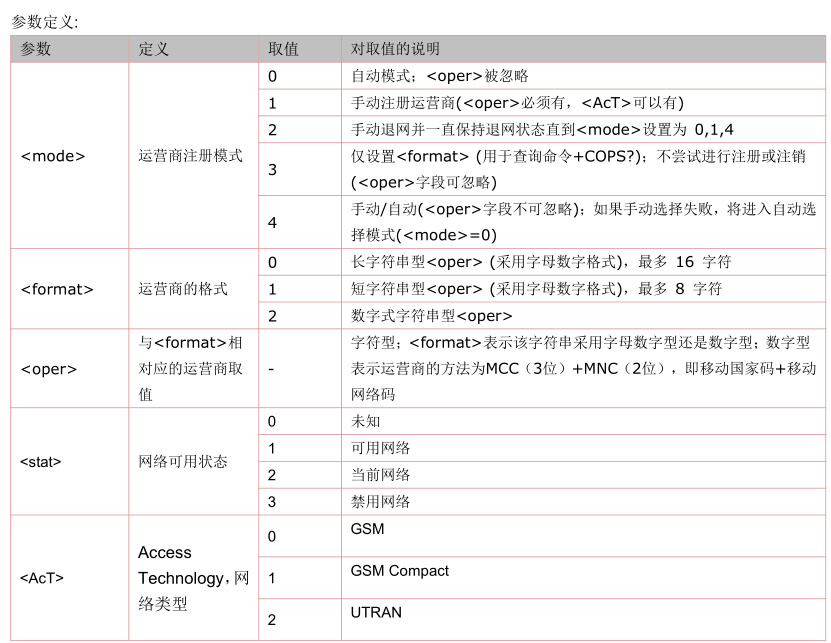 参数定义:
参数 定义 取值 对取值的说明
<mode> 运营商注册模式 0 自动模式；<oper>被忽略
1 手动注册运营商(<oper>必须有，<AcT>可以有)
2 手动退网并一直保持退网状态直到<mode>设置为 0,1,4
3 仅设置<format> (用于查询命令+COPS?)；不尝试进行注册或注销
(<oper>字段可忽略)
4 手动/自动(<oper>字段不可忽略)；如果手动选择失败，将进入自动选
择模式(<mode>=0)
<format> 运营商的格式 0 长字符串型<oper> (采用字母数字格式)，最多 16 字符
1 短字符串型<oper> (采用字母数字格式)，最多 8 字符
2 数字式字符串型<oper>
<oper> 与<format>相
对应的运营商取
值
- 字符型；<format>表示该字符串采用字母数字型还是数字型；数字型
表示运营商的方法为MCC（3位）+MNC（2位），即移动国家码+移动
网络码
<stat> 网络可用状态 0 未知
1 可用网络
2 当前网络
3 禁用网络
<AcT> Access
Technology，网
络类型
0 GSM
1 GSM Compact
2 UTRAN